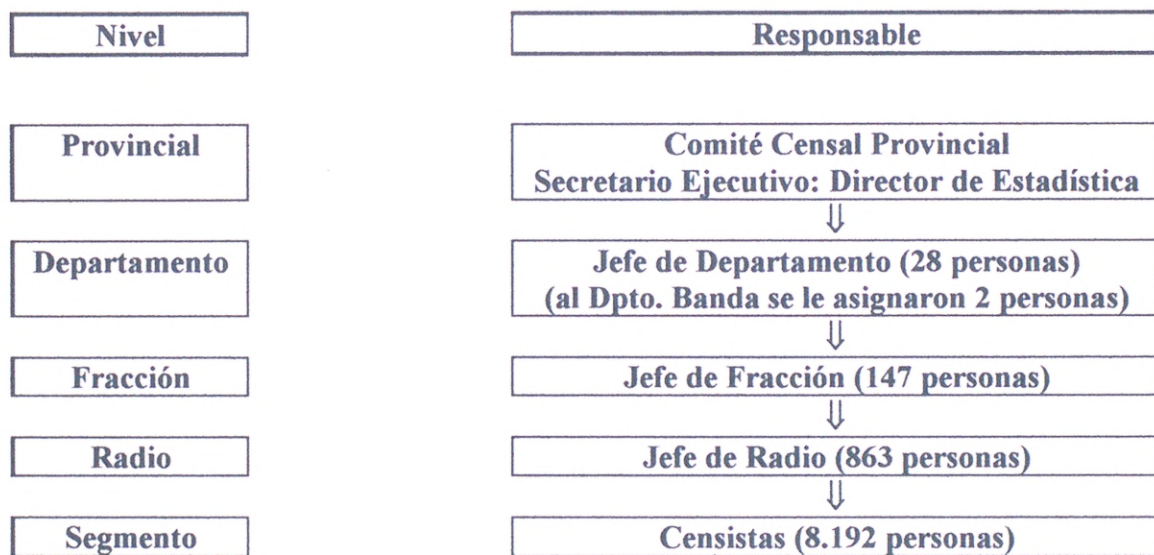 Nivel
Responsable
Provincial
Comité Censal Provincial
Secretario Ejecutivo: Director de Estadística
⇓
Departamento
Jefe de Departamento (28 personas)
(al Dpto. Banda se le asignaron 2 personas)
⇓
Fracción
Jefe de Fracción (147 personas)
⇓
Radio
Jefe de Radio (863 personas)
⇓
Segmento
Censistas (8.192 personas)